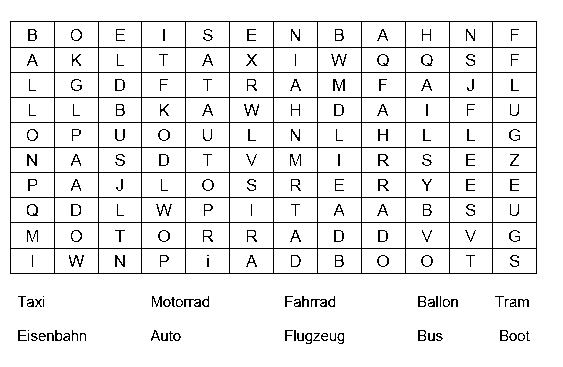 B O E I S E N B A H N F
A K L T A X I W Q Q S F
L G D F T R A M F A J L
L L B K A W H D A I F U
O P U O U L N L H L L G
N A S D T V M I R S E Z
P A J L O S R E R Y E E
Q D L W P I T A A B S U
M O T O R R A D D V V G
I W N P i A D B O O T S
Taxi Motorrad Fahrrad Ballon Tram
Eisenbahn Auto Flugzeug Bus Boot